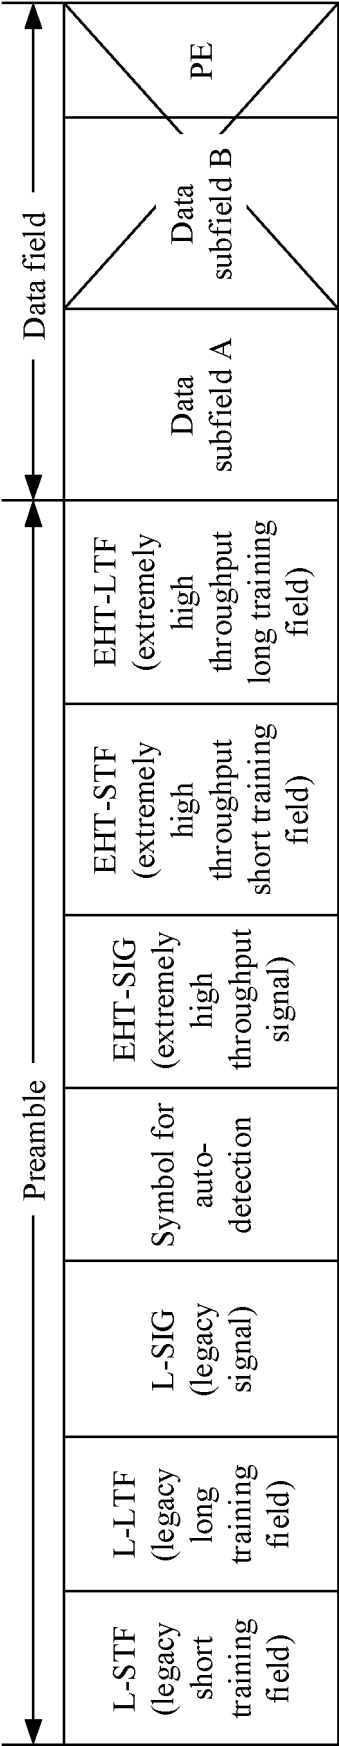 Preamble
Data field
L-STF
(legacy
short
training
field)
L-LTF
(legacy
long
training
field)
L-SIG
(legacy
signal)
Symbol for
auto-
detection
EHT-SIG
(extremely
high
throughput
signal)
EHT-STF
(extremely
high
throughput
short training
field)
EHT-LTF
(extremely
high
throughput
long training
field)
Data
subfield A
Data
subfield B
PE